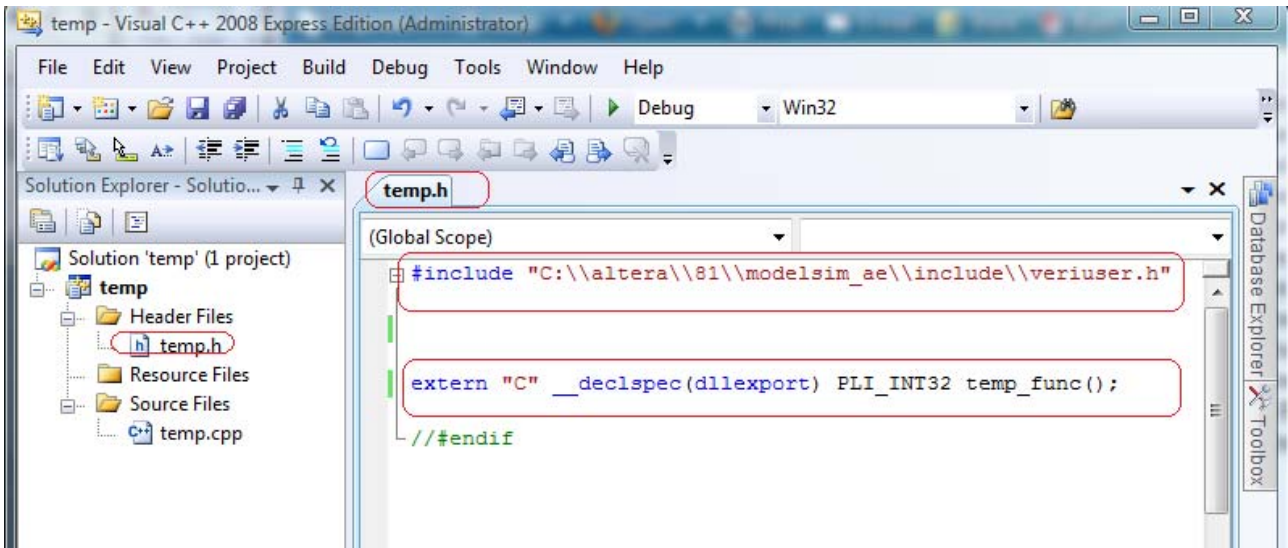 temp - Visual C++ 2008 Express Edition (Administrator)
File Edit View Project Build Debug Tools Window Help
Debug Win32
Solution Explorer - Solutio...
temp.h
(Global Scope)
Solution 'temp' (1 project)
temp
Header Files
temp.h
Resource Files
Source Files
temp.cpp
#include "C:\\altera\\81\\modelsim_ae\\include\\veriuser.h"
extern "C" __declspec(dllexport) PLI_INT32 temp_func();
//#endif
Database Explorer
Toolbox